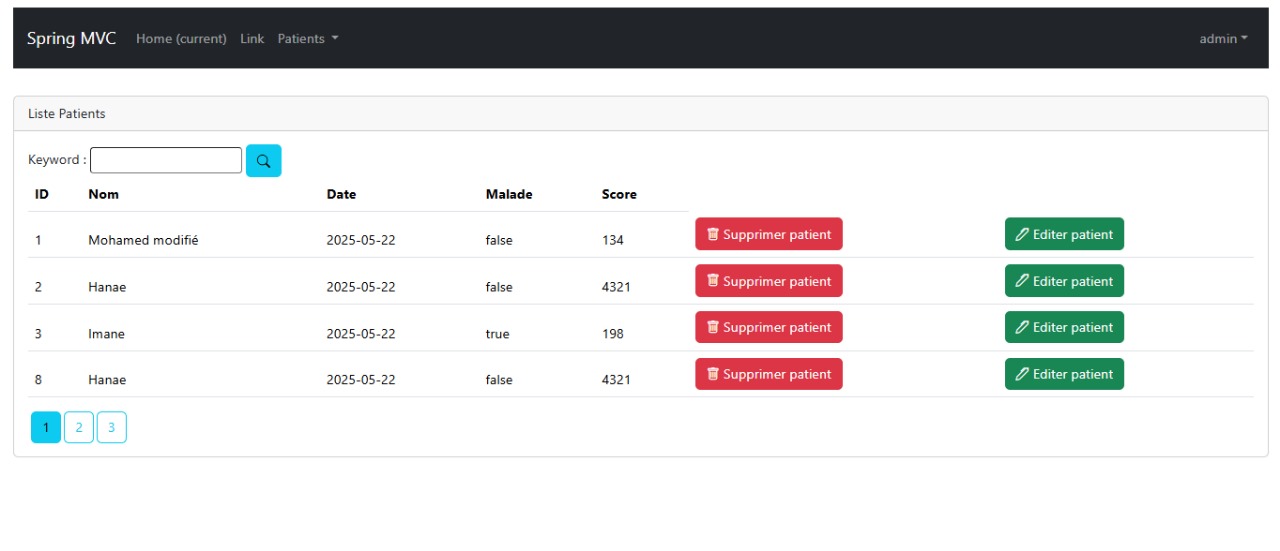 Spring MVC Home (current) Link Patients admin
Liste Patients
Keyword :
ID Nom Date Malade Score
1 Mohamed modifié 2025-05-22 false 134 Supprimer patient Editer patient
2 Hanae 2025-05-22 false 4321 Supprimer patient Editer patient
3 Imane 2025-05-22 true 198 Supprimer patient Editer patient
8 Hanae 2025-05-22 false 4321 Supprimer patient Editer patient
1 2 3